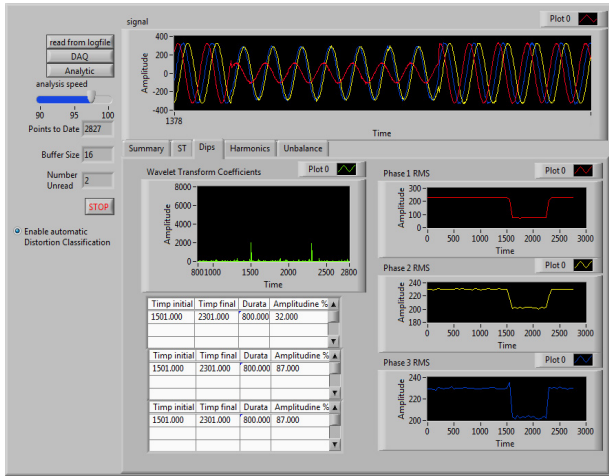 signal
Plot 0
read from logfile
DAQ
Analytic
analysis speed
90 95 100
Points to Date 2827
Buffer Size 16
Number
Unread 2
STOP
Enable automatic
Distortion Classification
Amplitude
400
200
0
-200
-400
1378
Time
Summary ST Dips Harmonics Unbalance
Wavelet Transform Coefficients
Plot 0
Amplitude
8000
6000
4000
2000
0
800 1000 1500 2000 2500 2800
Time
Timp initial Timp final Durata Amplitudine %
1501.000 2301.000 800.000 32.000
Timp initial Timp final Durata Amplitudine %
1501.000 2301.000 800.000 87.000
Timp initial Timp final Durata Amplitudine %
1501.000 2301.000 800.000 87.000
Phase 1 RMS
Plot 0
Amplitude
300
200
100
0
0 500 1000 1500 2000 2500 3000
Time
Phase 2 RMS
Plot 0
Amplitude
240
220
200
180
0 500 1000 1500 2000 2500 3000
Time
Phase 3 RMS
Plot 0
Amplitude
240
220
200
0 500 1000 1500 2000 2500 3000
Time